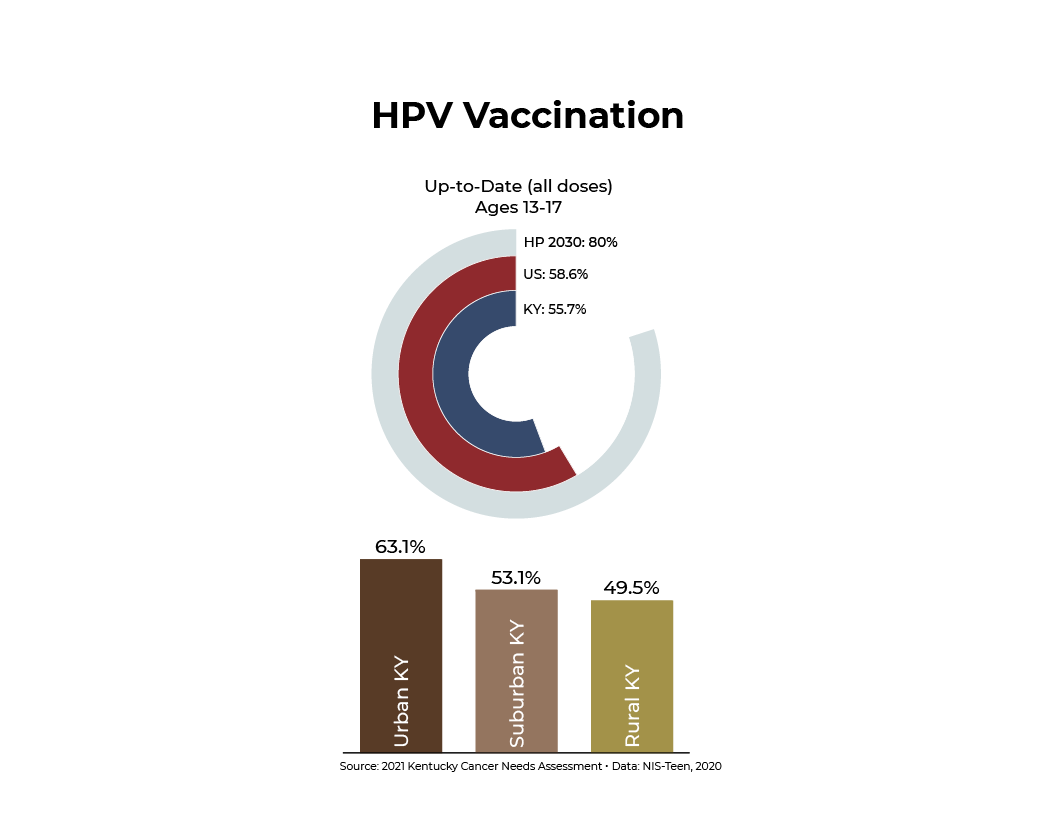 HPV Vaccination
Up-to-Date (all doses)
Ages 13-17
HP 2030: 80%
US: 58.6%
KY: 55.7%
63.1%
53.1%
49.5%
Urban KY
Suburban KY
Rural KY
Source: 2021 Kentucky Cancer Needs Assessment • Data: NIS-Teen, 2020